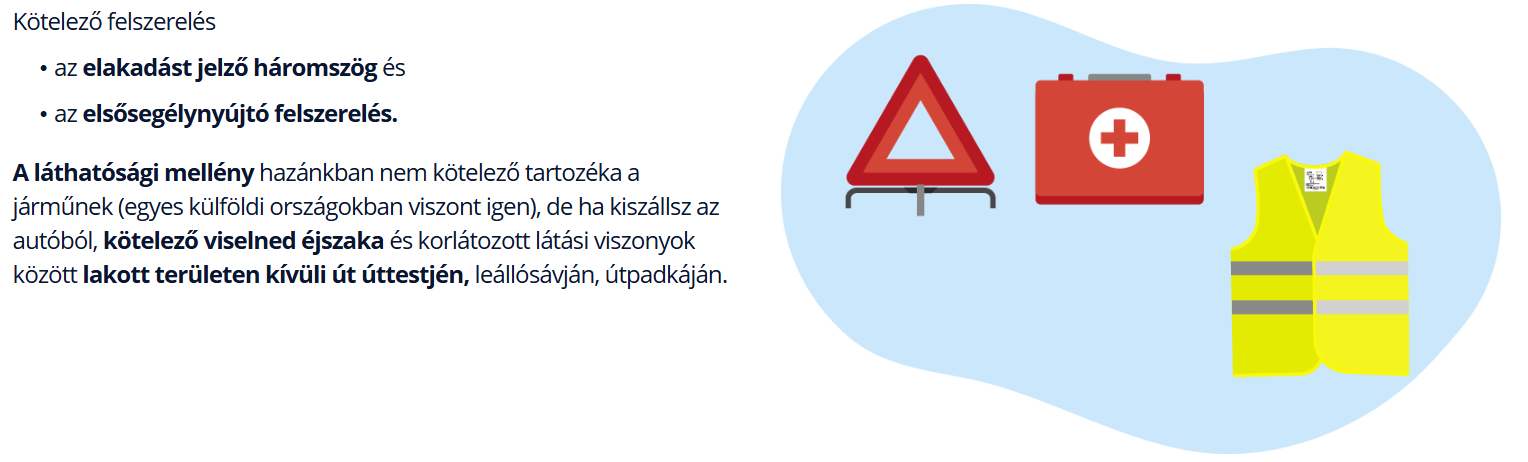 Kötelező felszerelés
• az elakadást jelző háromszög és
• az elsősegélynyújtó felszerelés.
A láthatósági mellény hazánkban nem kötelező tartozéka a
járműnek (egyes külföldi országokban viszont igen), de ha kiszállsz az
autóból, kötelező viselned éjszaka és korlátozott látási viszonyok
között lakott területen kívüli út úttestjén, leállósávján, útpadkáján.